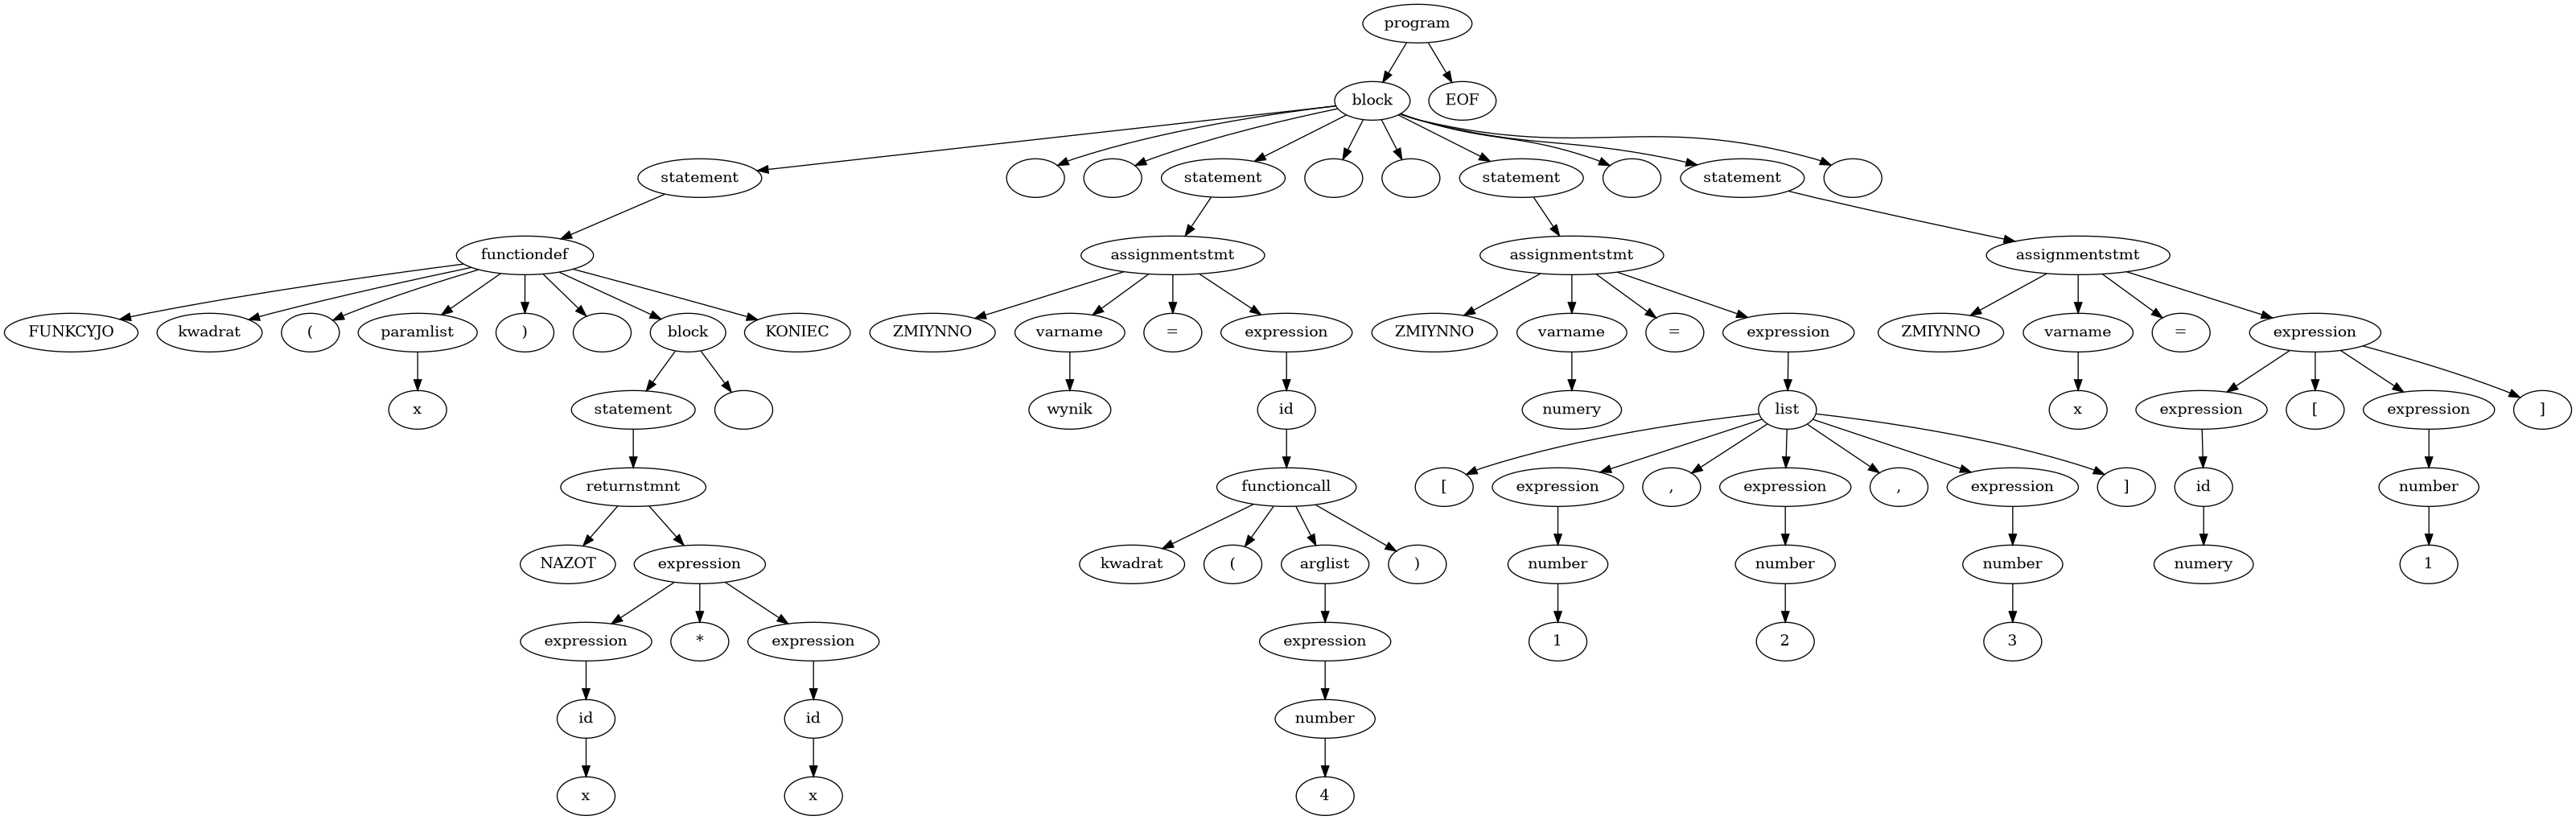 program
block EOF
statement statement statement statement
functiondef assignmentstmt assignmentstmt assignmentstmt
FUNKCYJO kwadrat ( paramlist ) block KONIEC ZMIYNNO varname = expression ZMIYNNO varname = expression ZMIYNNO varname = expression
x statement wynik id numery list x expression [ expression ]
returnstmnt functioncall [ expression , expression , expression ] id number
NAZOT expression kwadrat ( arglist ) number number number numery 1
expression * expression expression 1 2 3
id id number
x x 4